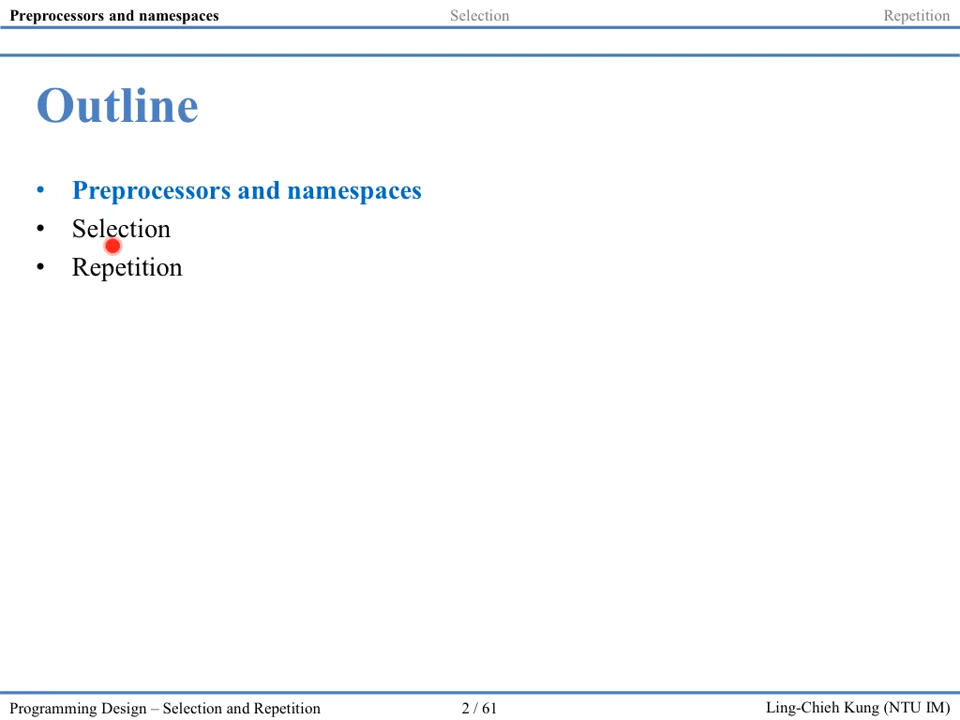 Preprocessors and namespaces Selection Repetition
Outline
• Preprocessors and namespaces
• Selection
• Repetition
Programming Design – Selection and Repetition 2 / 61 Ling-Chieh Kung (NTU IM)